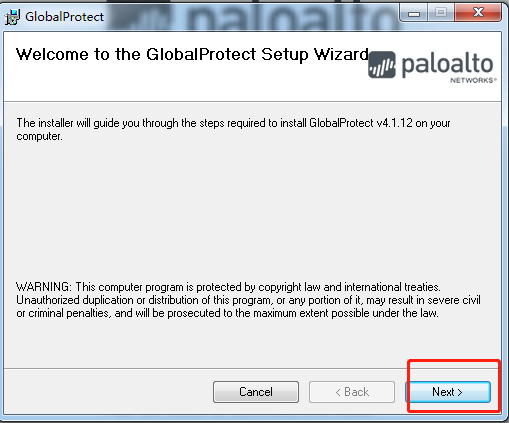 paloalto
GlobalProtect
Welcome to the GlobalProtect Setup Wizard
paloalto
NETWORKS®
The installer will guide you through the steps required to install GlobalProtect v4.1.12 on your
computer.
WARNING: This computer program is protected by copyright law and international treaties.
Unauthorized duplication or distribution of this program, or any portion of it, may result in severe civil
or criminal penalties, and will be prosecuted to the maximum extent possible under the law.
Cancel
< Back
Next >